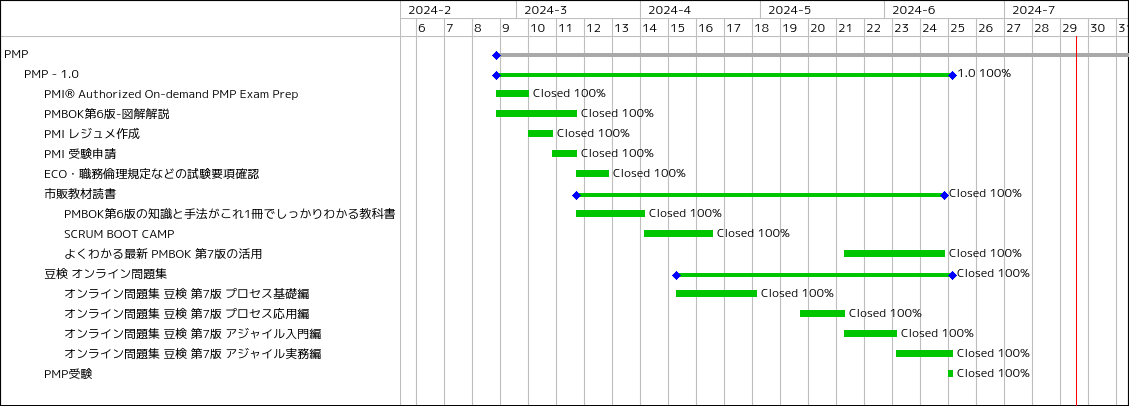 2024-2 2024-3 2024-4 2024-5 2024-6 2024-7
6 7 8 9 10 11 12 13 14 15 16 17 18 19 20 21 22 23 24 25 26 27 28 29 30 31
PMP
PMP - 1.0 1.0 100%
PMI® Authorized On-demand PMP Exam Prep Closed 100%
PMBOK第6版-図解解説 Closed 100%
PMI レジュメ作成 Closed 100%
PMI 受験申請 Closed 100%
ECO・職務倫理規定などの試験要項確認 Closed 100%
市販教材読書 Closed 100%
PMBOK第6版の知識と手法がこれ1冊でしっかりわかる教科書 Closed 100%
SCRUM BOOT CAMP Closed 100%
よくわかる最新 PMBOK 第7版の活用 Closed 100%
豆検 オンライン問題集 Closed 100%
オンライン問題集 豆検 第7版 プロセス基礎編 Closed 100%
オンライン問題集 豆検 第7版 プロセス応用編 Closed 100%
オンライン問題集 豆検 第7版 アジャイル入門編 Closed 100%
オンライン問題集 豆検 第7版 アジャイル実務編 Closed 100%
PMP受験 Closed 100%